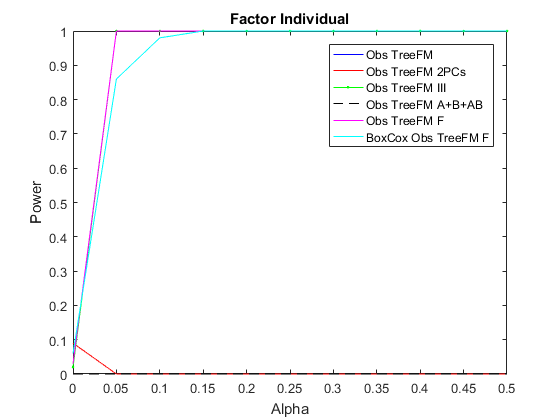 Factor Individual
1
0.9
0.8
0.7
0.6
0.5
0.4
0.3
0.2
0.1
0
Power
Obs TreeFM
Obs TreeFM 2PCs
Obs TreeFM III
Obs TreeFM A+B+AB
Obs TreeFM F
BoxCox Obs TreeFM F
0 0.05 0.1 0.15 0.2 0.25 0.3 0.35 0.4 0.45 0.5
Alpha